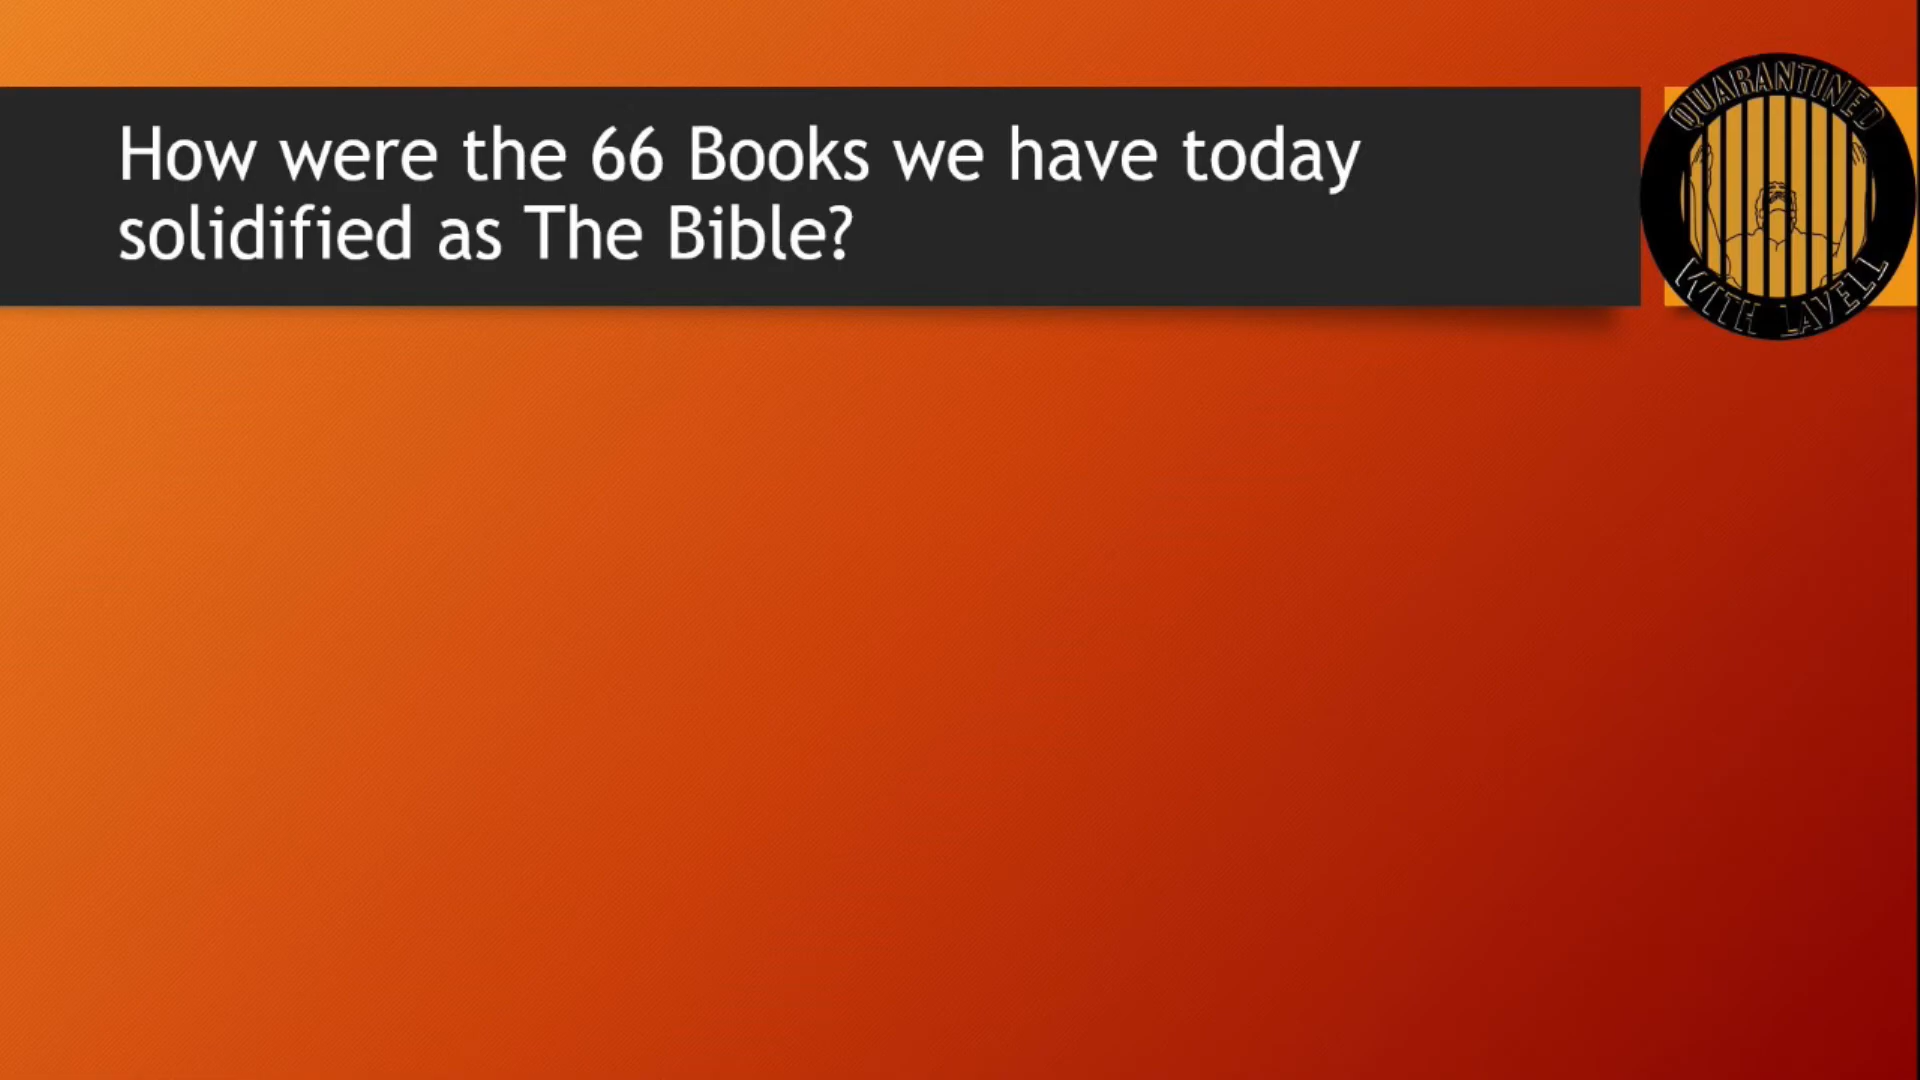 How were the 66 Books we have today
solidified as The Bible?
QUARANTINED
WITH LAVELL